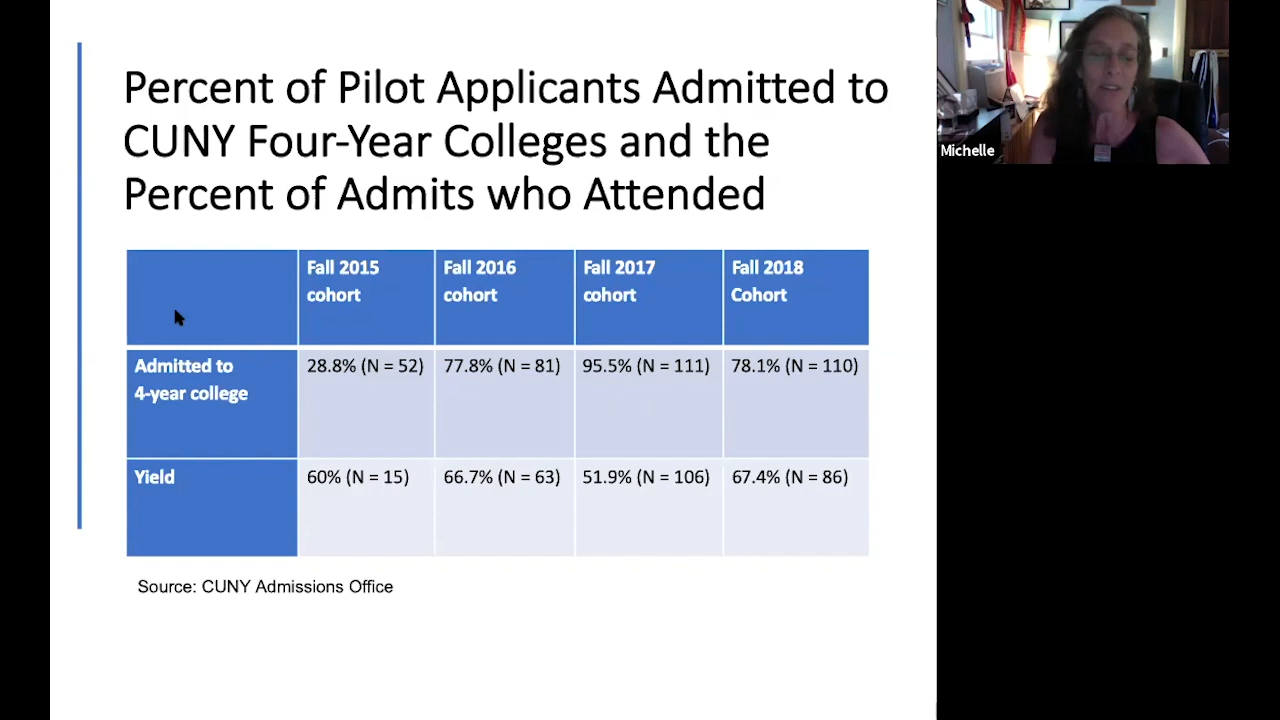 Percent of Pilot Applicants Admitted to
CUNY Four-Year Colleges and the
Percent of Admits who Attended
Michelle
Fall 2015 cohort
Fall 2016 cohort
Fall 2017 cohort
Fall 2018 Cohort
Admitted to 4-year college
28.8% (N = 52)
77.8% (N = 81)
95.5% (N = 111)
78.1% (N = 110)
Yield
60% (N = 15)
66.7% (N = 63)
51.9% (N = 106)
67.4% (N = 86)
Source: CUNY Admissions Office